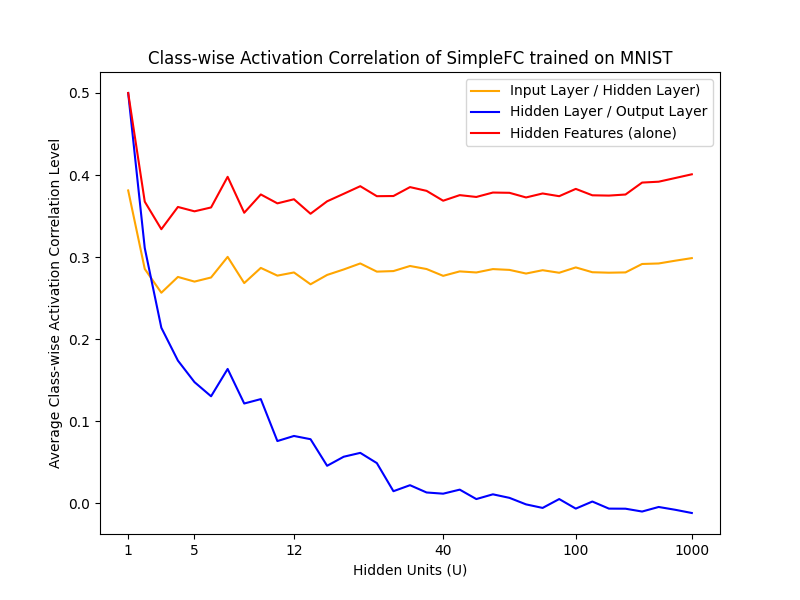 Class-wise Activation Correlation of SimpleFC trained on MNIST
Input Layer / Hidden Layer)
Hidden Layer / Output Layer
Hidden Features (alone)
Average Class-wise Activation Correlation Level
0.5
0.4
0.3
0.2
0.1
0.0
1 5 12 40 100 1000
Hidden Units (U)